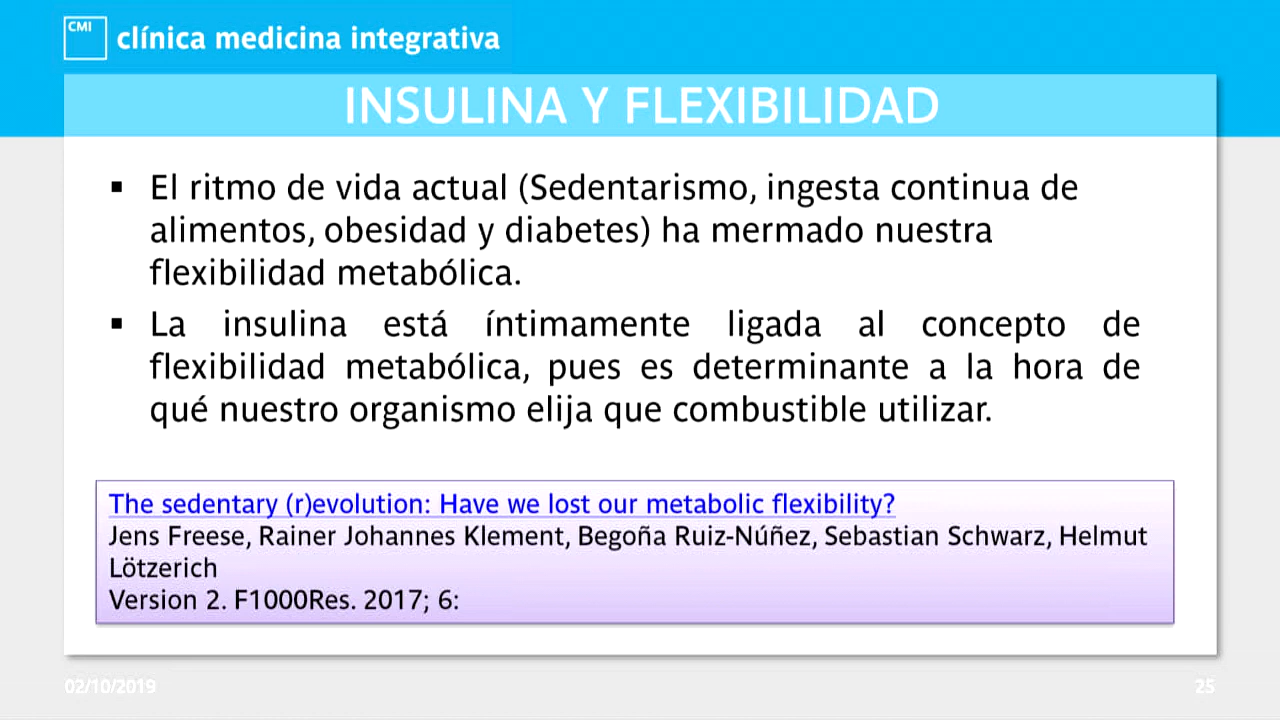 CMI
clínica medicina integrativa
INSULINA Y FLEXIBILIDAD
▪ El ritmo de vida actual (Sedentarismo, ingesta continua de
alimentos, obesidad y diabetes) ha mermado nuestra
flexibilidad metabólica.
▪ La insulina está íntimamente ligada al concepto de
flexibilidad metabólica, pues es determinante a la hora de
qué nuestro organismo elija que combustible utilizar.
The sedentary (r)evolution: Have we lost our metabolic flexibility?
Jens Freese, Rainer Johannes Klement, Begoña Ruiz-Núñez, Sebastian Schwarz, Helmut
Lötzerich
Version 2. F1000Res. 2017; 6:
02/10/2019
25